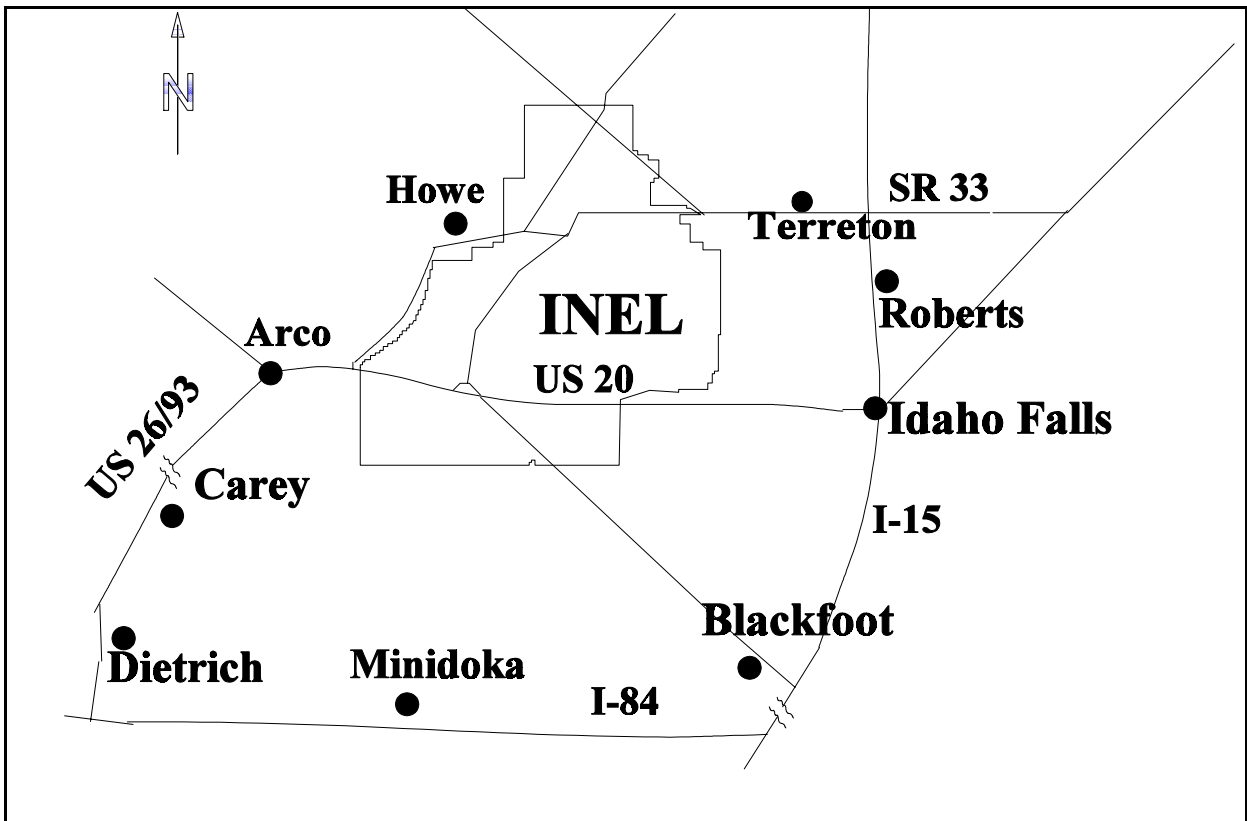 N
SR 33
Howe
Terreton
INEL
Roberts
Arco
US 20
US 26/93
Idaho Falls
Carey
I-15
Blackfoot
Dietrich
Minidoka
I-84